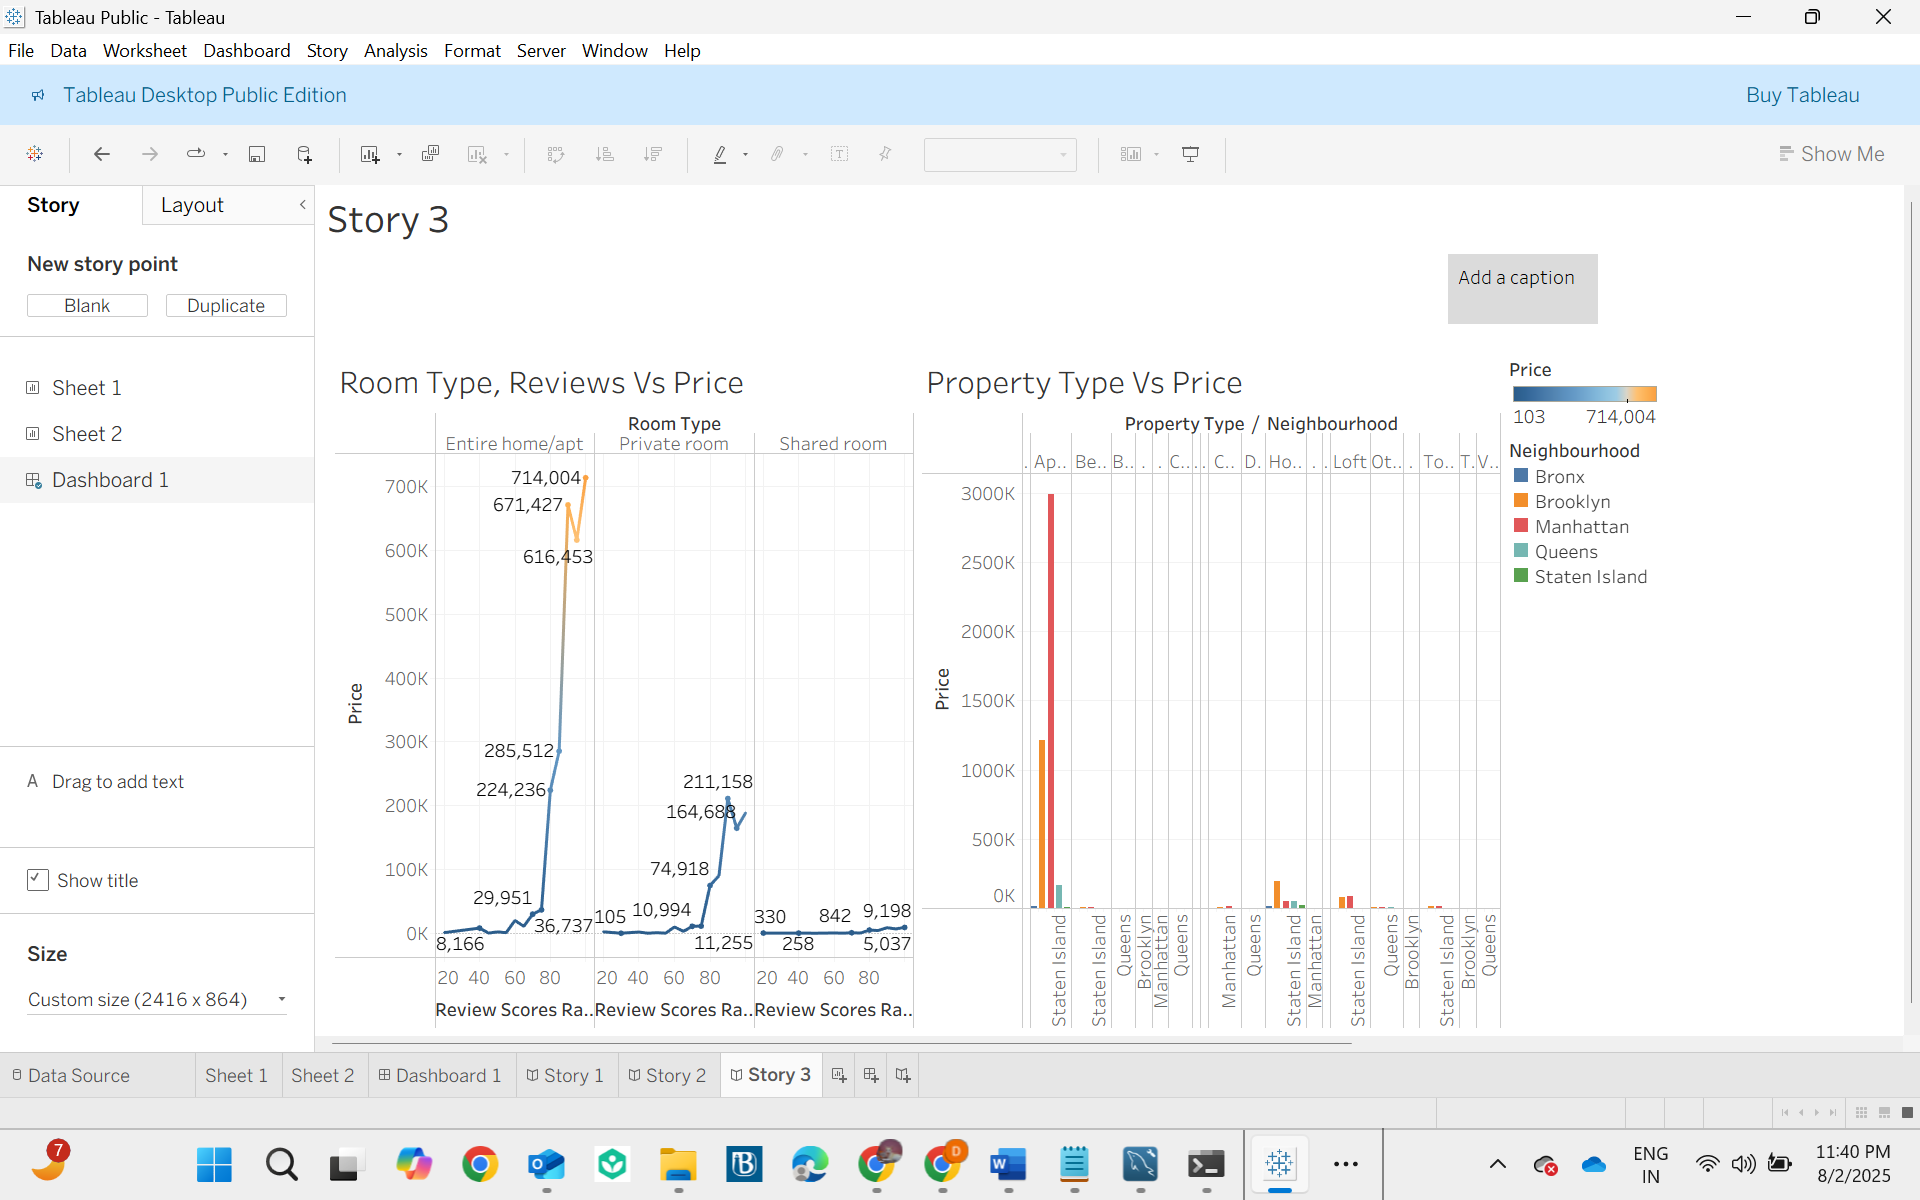 Tableau Public - Tableau
File Data Worksheet Dashboard Story Analysis Format Server Window Help
Tableau Desktop Public Edition
Buy Tableau
Show Me
Story
Layout
New story point
Blank
Duplicate
Sheet 1
Sheet 2
Dashboard 1
A Drag to add text
Show title
Size
Custom size (2416 x 864)
Story 3
Add a caption
Room Type, Reviews Vs Price
Room Type
Entire home/apt Private room Shared room
Price
700K
600K
500K
400K
300K
200K
100K
0K
714,004
671,427
616,453
285,512
224,236
29,951
36,737
8,166
211,158
164,688
74,918
105
10,994
11,255
330
258
842
9,198
5,037
20 40 60 80 20 40 60 80 20 40 60 80
Review Scores Ra.. Review Scores Ra.. Review Scores Ra..
Property Type Vs Price
Property Type / Neighbourhood
. Ap.. Be.. B.. . . C.. . . C.. D. Ho.. . . Loft Ot.. . To.. T. V..
Price
3000K
2500K
2000K
1500K
1000K
500K
0K
Staten Island
Staten Island
Queens
Brooklyn
Manhattan
Queens
Manhattan
Queens
Staten Island
Manhattan
Staten Island
Queens
Brooklyn
Staten Island
Brooklyn
Queens
Price
103 714,004
Neighbourhood
Bronx
Brooklyn
Manhattan
Queens
Staten Island
Data Source
Sheet 1
Sheet 2
Dashboard 1
Story 1
Story 2
Story 3
7
D
ENG
IN
11:40 PM
8/2/2025